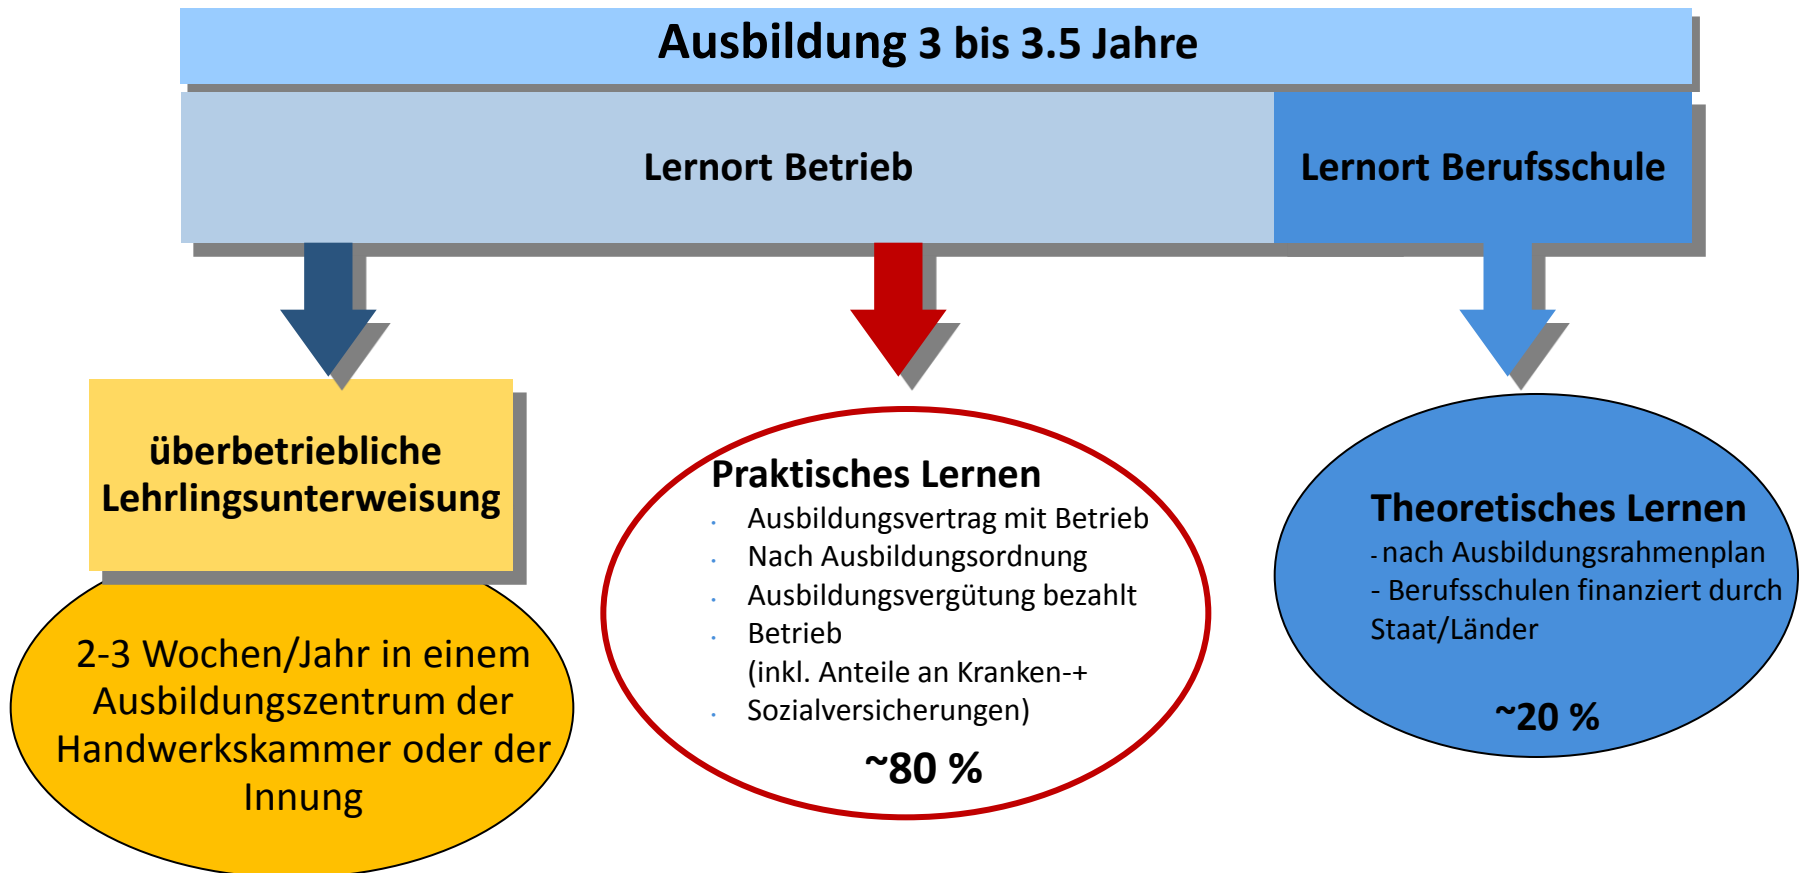 Ausbildung 3 bis 3.5 Jahre
Lernort Betrieb
Lernort Berufsschule
überbetriebliche
Lehrlingsunterweisung
2-3 Wochen/Jahr in einem
Ausbildungszentrum der
Handwerkskammer oder der
Innung
Praktisches Lernen
· Ausbildungsvertrag mit Betrieb
· Nach Ausbildungsordnung
· Ausbildungsvergütung bezahlt
· Betrieb
(inkl. Anteile an Kranken-+
· Sozialversicherungen)
~80 %
Theoretisches Lernen
- nach Ausbildungsrahmenplan
- Berufsschulen finanziert durch
Staat/Länder
~20 %